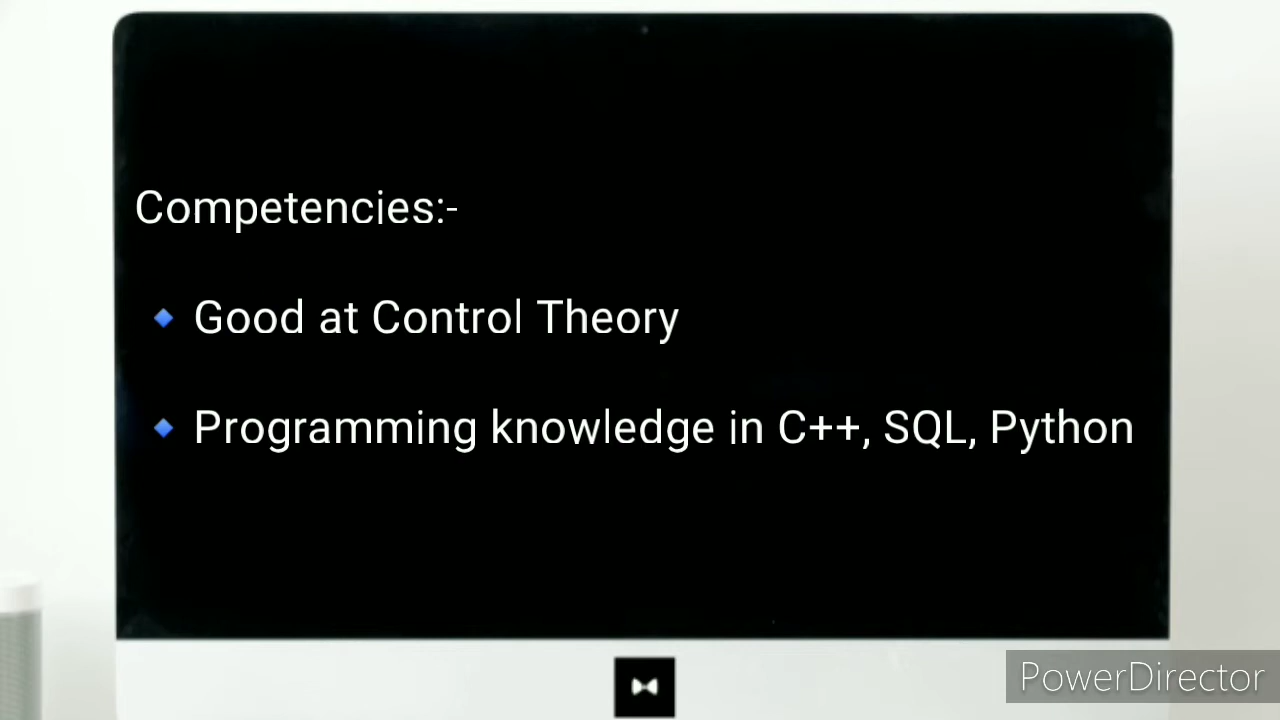 Competencies:-
🔹 Good at Control Theory
🔹 Programming knowledge in C++, SQL, Python
PowerDirector